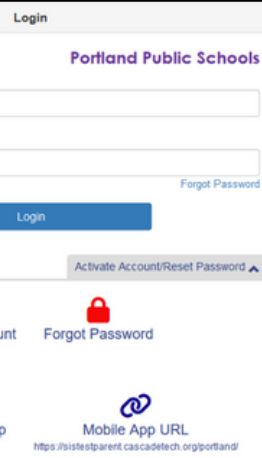 Login
Portland Public Schools
Forgot Password
Login
Activate Account/Reset Password
Forgot Password
Mobile App URL
https://sistestparent.cascadetech.org/portland/